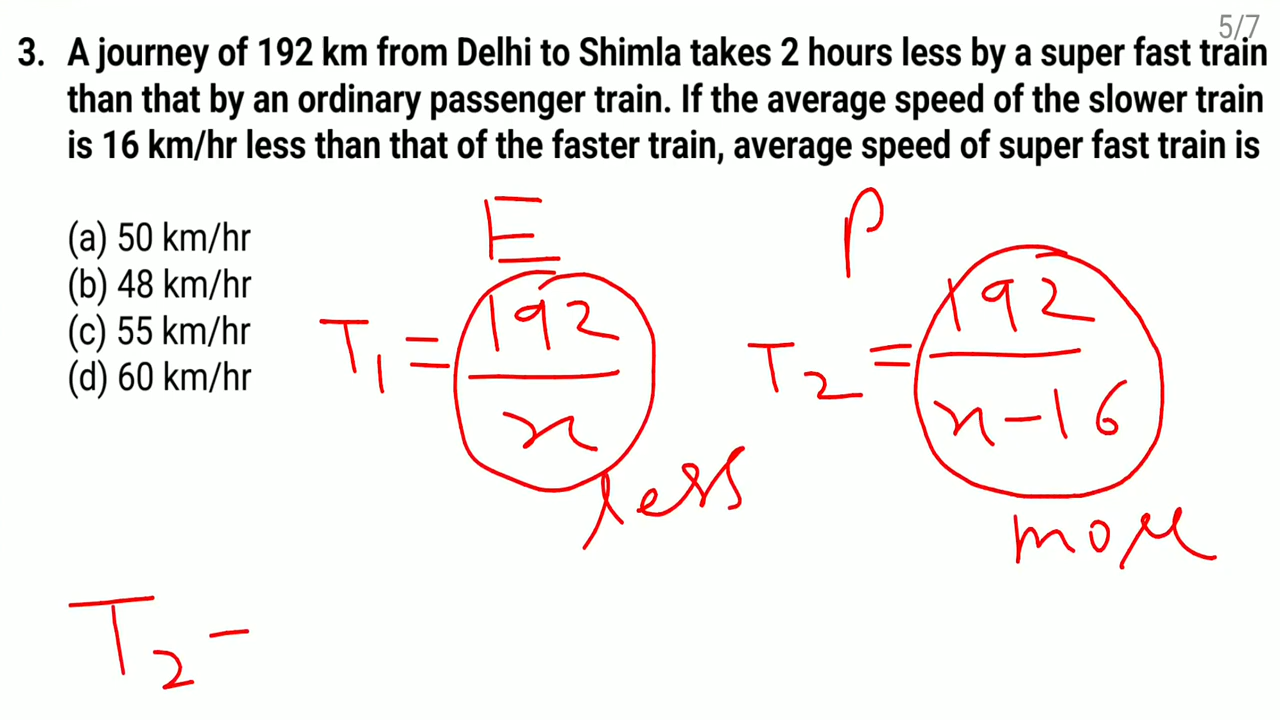 5/7
3. A journey of 192 km from Delhi to Shimla takes 2 hours less by a super fast train
than that by an ordinary passenger train. If the average speed of the slower train
is 16 km/hr less than that of the faster train, average speed of super fast train is
(a) 50 km/hr
(b) 48 km/hr
(c) 55 km/hr
(d) 60 km/hr
E
T1 = 192/x
less
P
T2 = 192/x-16
more
T2 -